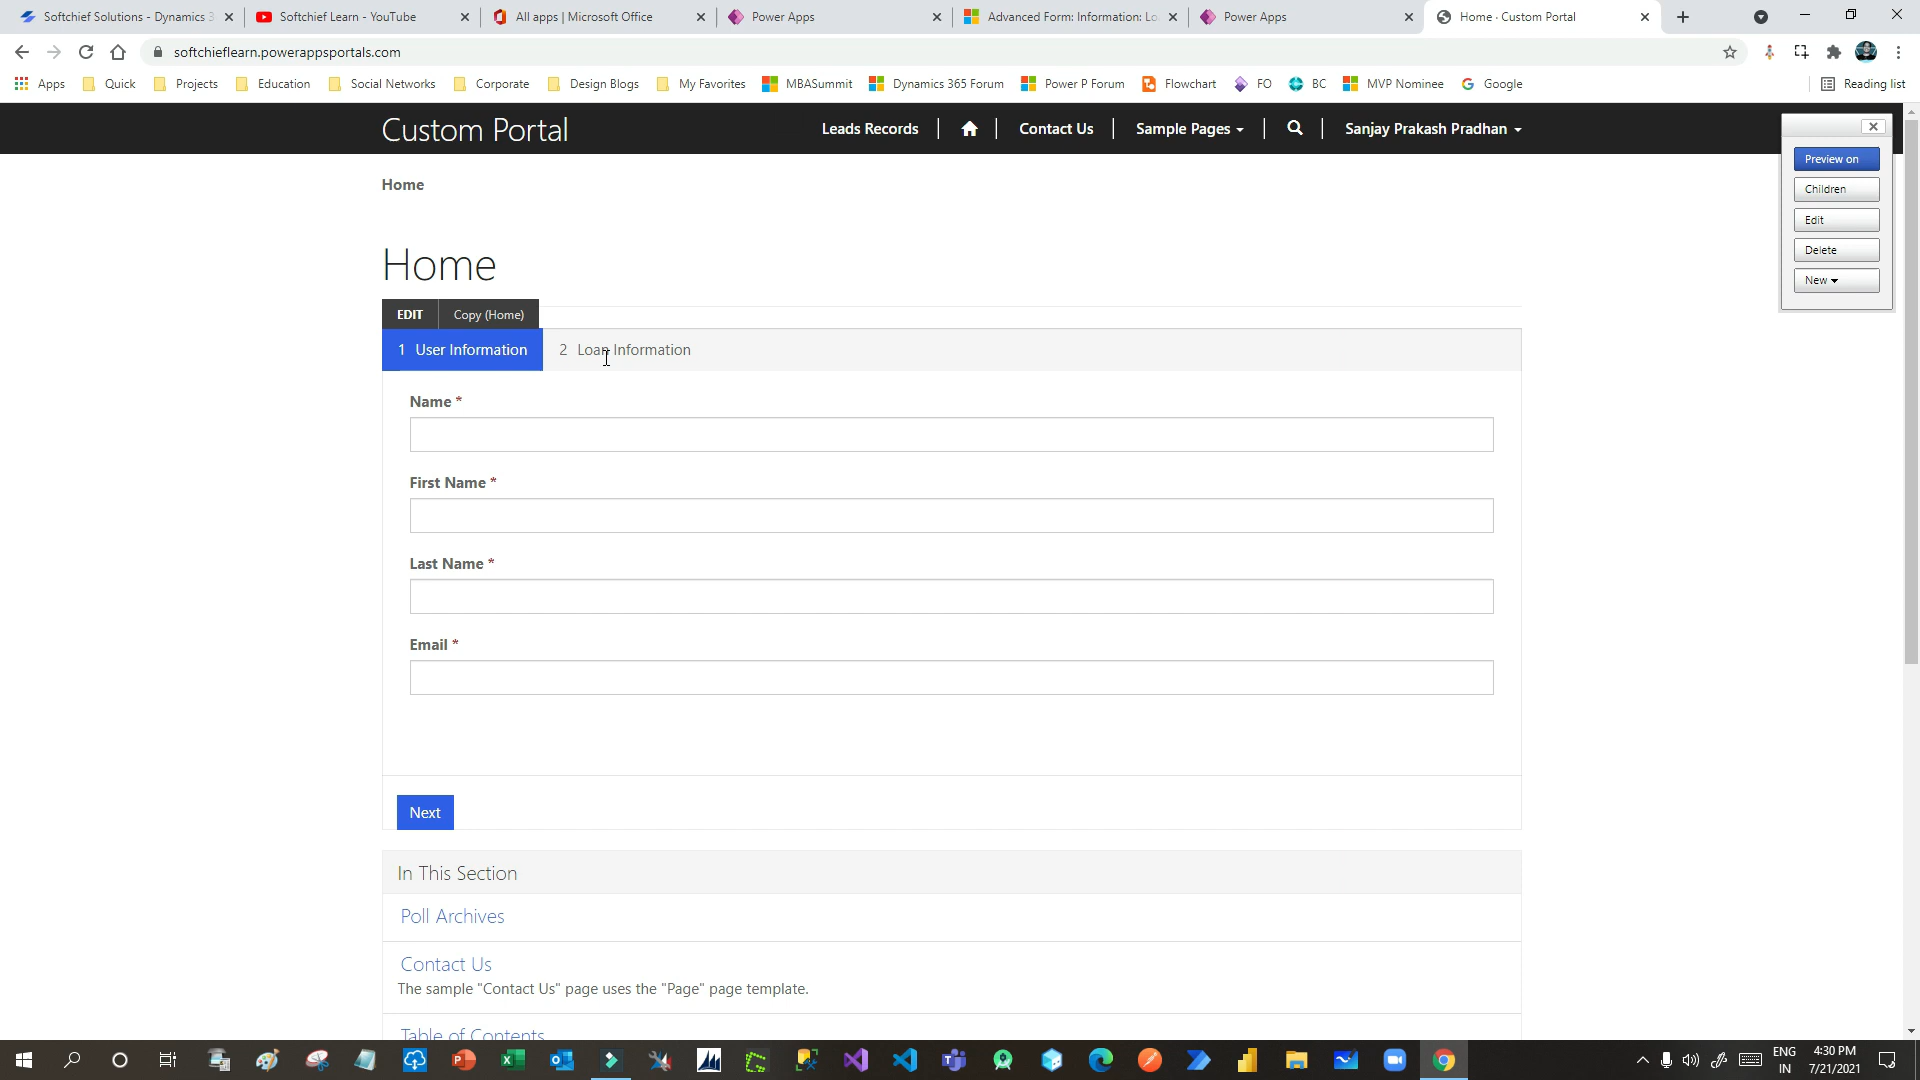 Softchief Solutions - Dynamics 3
Softchief Learn - YouTube
All apps | Microsoft Office
Power Apps
Advanced Form: Information: Lo
Power Apps
Home · Custom Portal
softchieflearn.powerappsportals.com
Apps
Quick
Projects
Education
Social Networks
Corporate
Design Blogs
My Favorites
MBASummit
Dynamics 365 Forum
Power P Forum
Flowchart
FO
BC
MVP Nominee
Google
Reading list
Custom Portal
Leads Records
Contact Us
Sample Pages
Sanjay Prakash Pradhan
Preview on
Children
Edit
Delete
New
Home
Home
EDIT
Copy (Home)
1 User Information
2 Loan Information
Name *
First Name *
Last Name *
Email *
Next
In This Section
Poll Archives
Contact Us
The sample "Contact Us" page uses the "Page" page template.
Table of Contents
ENG
IN
4:30 PM
7/21/2021